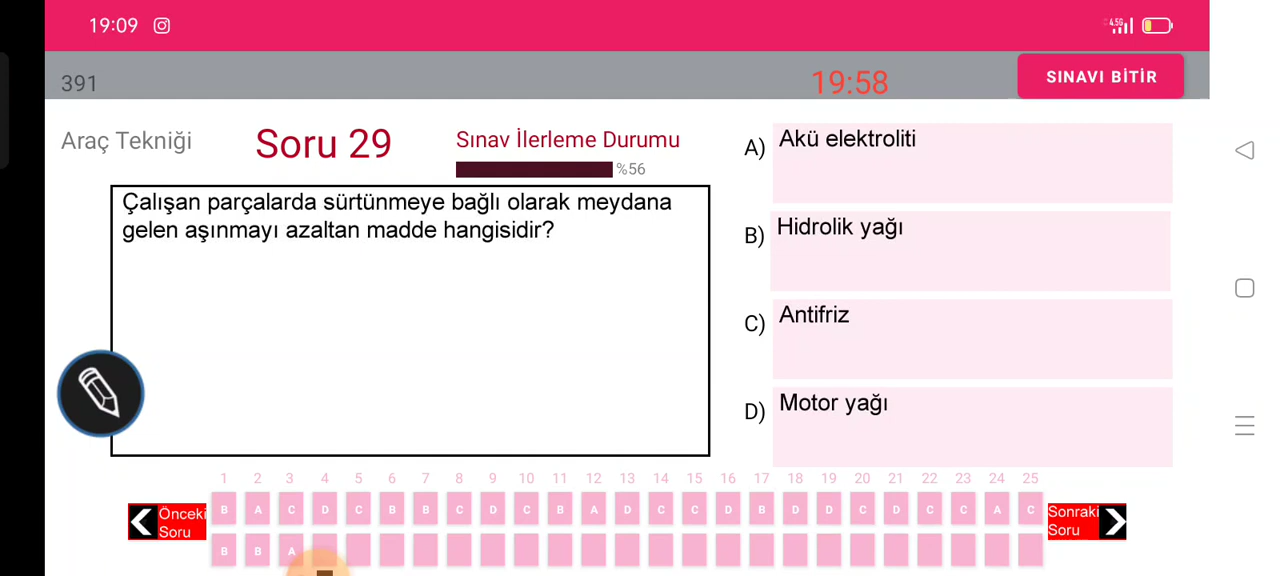 19:09
4.5G
391
19:58
SINAVI BİTİR
Araç Tekniği
Soru 29
Sınav İlerleme Durumu
%56
Çalışan parçalarda sürtünmeye bağlı olarak meydana
gelen aşınmayı azaltan madde hangisidir?
A) Akü elektroliti
B) Hidrolik yağı
C) Antifriz
D) Motor yağı
1 2 3 4 5 6 7 8 9 10 11 12 13 14 15 16 17 18 19 20 21 22 23 24 25
Önceki
Soru
B A C D C B B C D C B A D C C D B D D C D C C A C
Sonraki
Soru
B B A